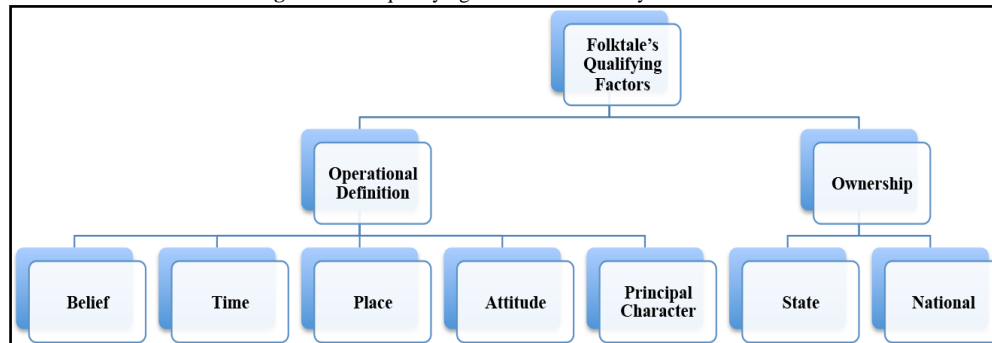 Folktale's
Qualifying
Factors
Operational
Definition
Ownership
Belief
Time
Place
Attitude
Principal
Character
State
National